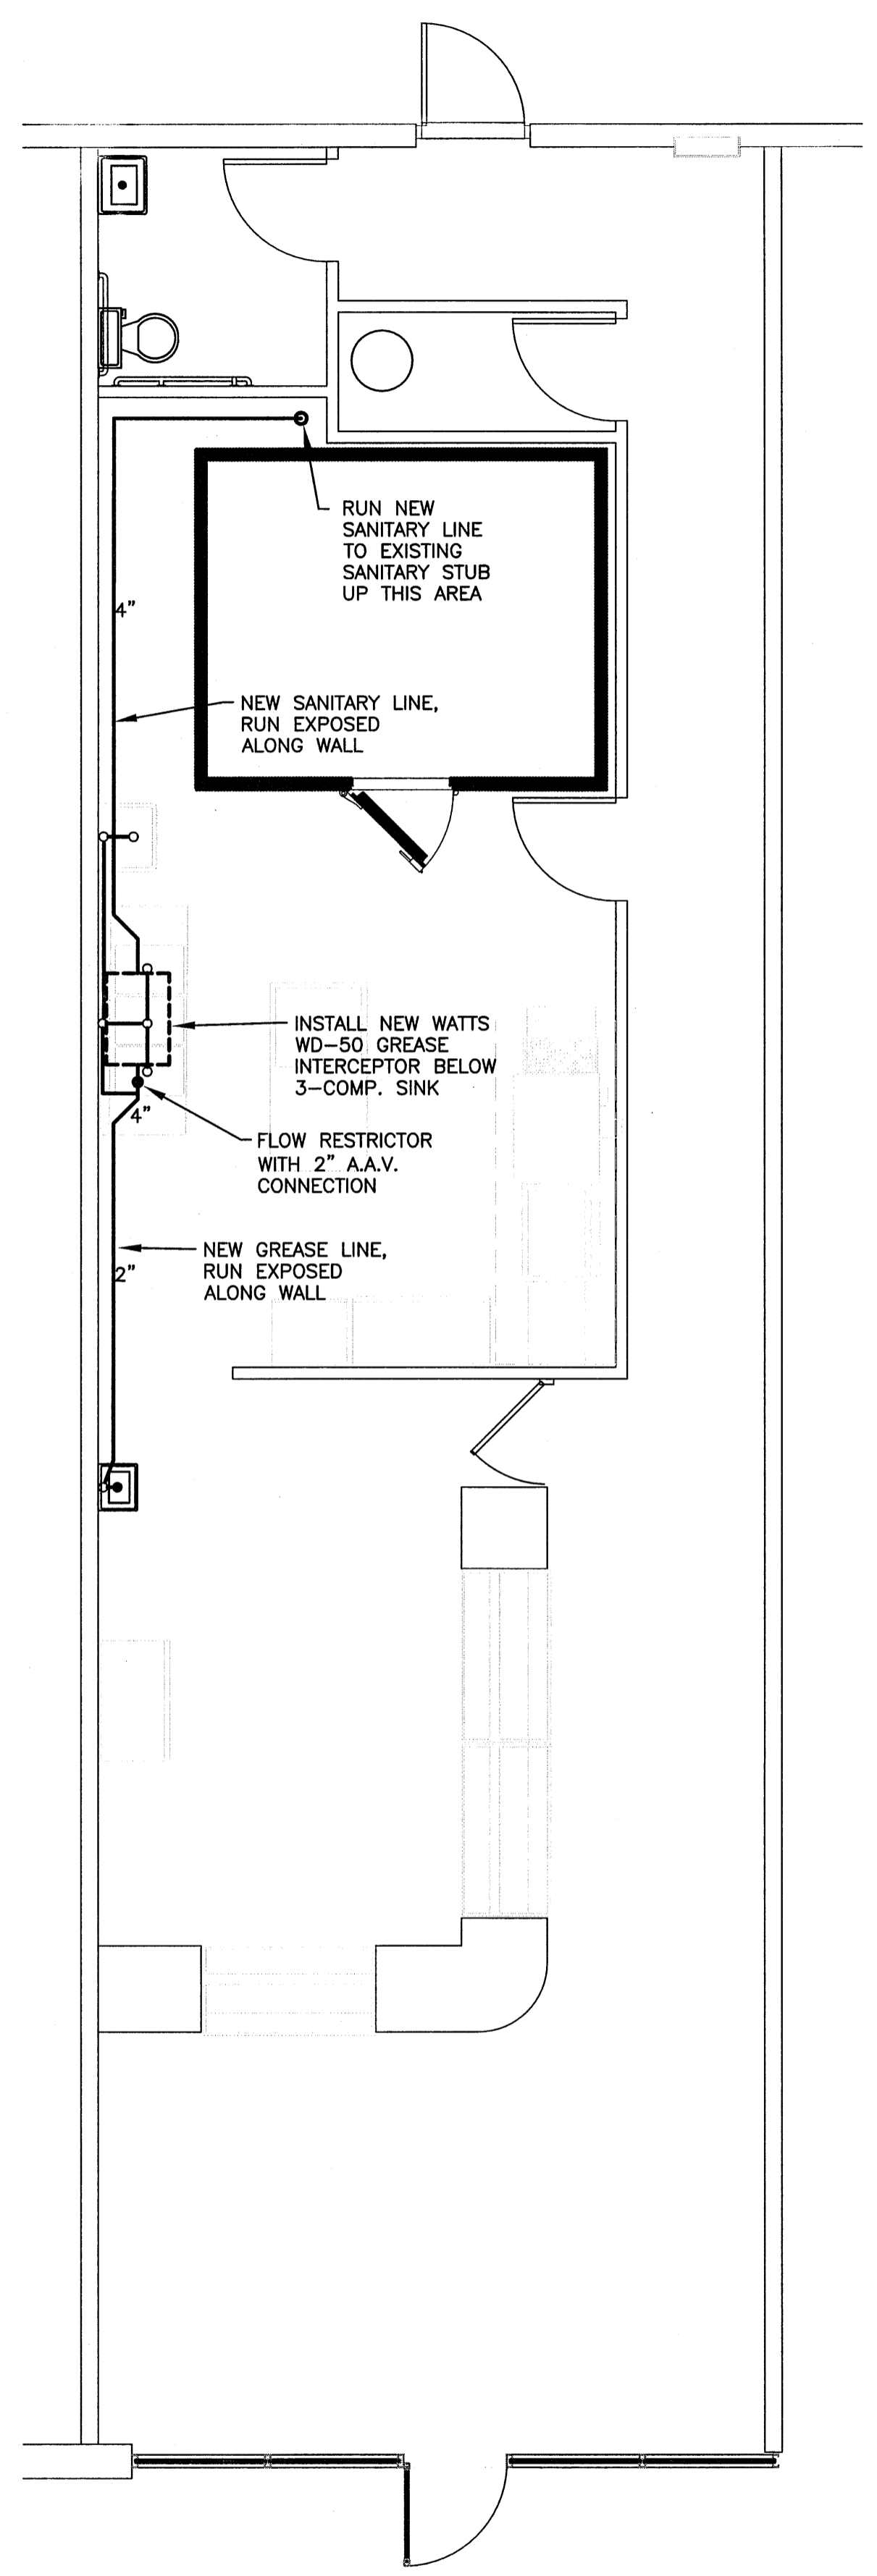 RUN NEW
SANITARY LINE
TO EXISTING
SANITARY STUB
UP THIS AREA
4"
NEW SANITARY LINE,
RUN EXPOSED
ALONG WALL
INSTALL NEW WATTS
WD-50 GREASE
INTERCEPTOR BELOW
3-COMP. SINK
4"
FLOW RESTRICTOR
WITH 2" A.A.V.
CONNECTION
NEW GREASE LINE,
RUN EXPOSED
ALONG WALL
2"